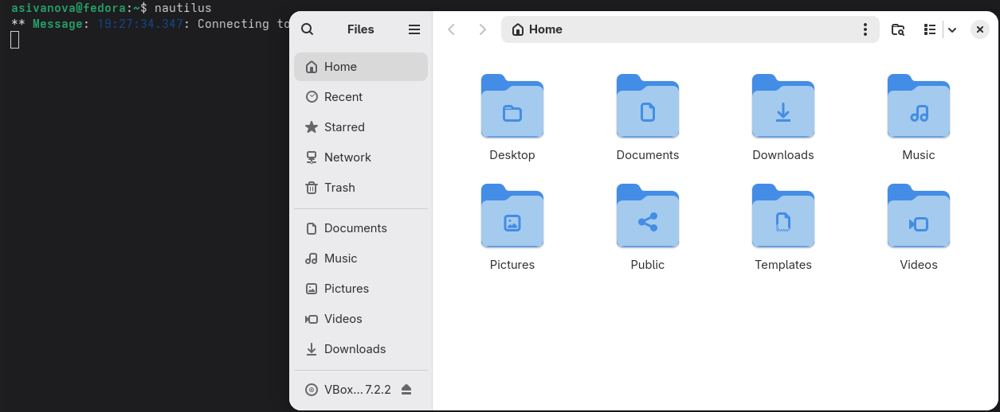 asivanova@fedora:~$ nautilus
** Message: 19:27:34.347: Connecting to
Files
Home
Recent
Starred
Network
Trash
Documents
Music
Pictures
Videos
Downloads
VBox... 7.2.2
Home
Desktop
Documents
Downloads
Music
Pictures
Public
Templates
Videos